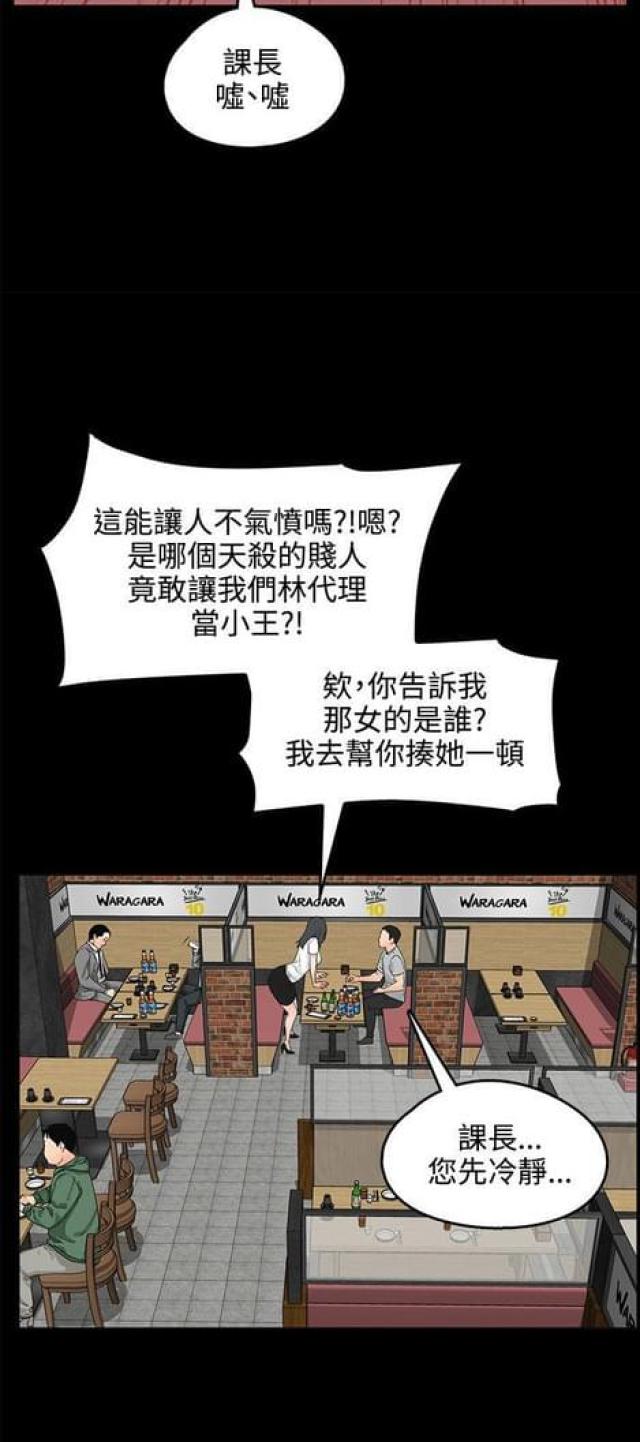 課長
噓、噓
這能讓人不氣憤嗎?!嗯?
是哪個天殺的賤人
竟敢讓我們林代理
當小王?!
欸,你告訴我
那女的是誰?
我去幫你揍她一頓
WARAGARA
10
WARAGARA
10
WARAGARA
10
課長...
您先冷靜...